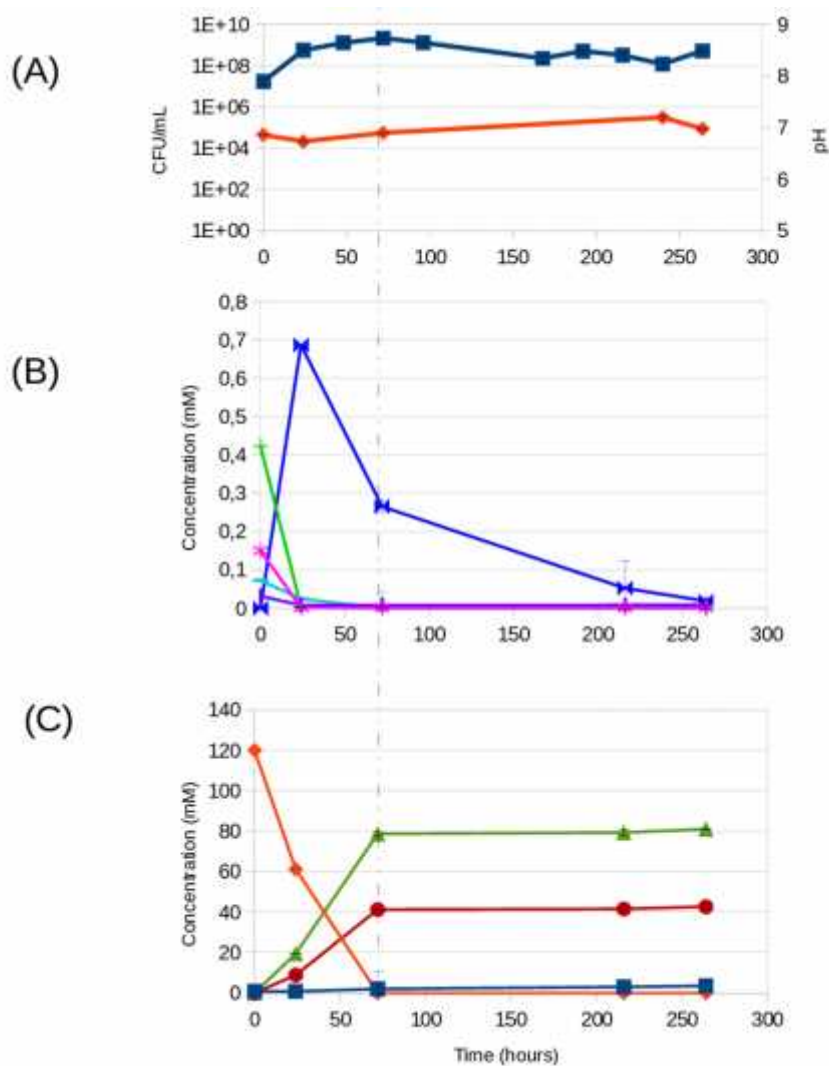 (A)
CFU/mL
1E+10
1E+08
1E+06
1E+04
1E+02
1E+00
9
8
7
6
5
pH
0 50 100 150 200 250 300
(B)
Concentration (mM)
0,8
0,7
0,6
0,5
0,4
0,3
0,2
0,1
0
0 50 100 150 200 250 300
(C)
Concentration (mM)
140
120
100
80
60
40
20
0
0 50 100 150 200 250 300
Time (hours)